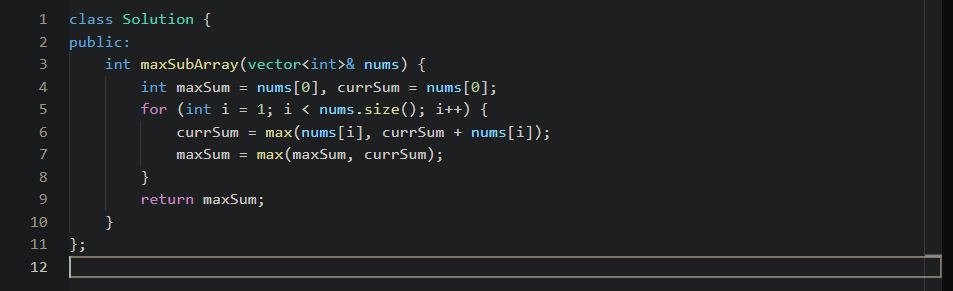 1 class Solution {
2 public:
3     int maxSubArray(vector<int>& nums) {
4         int maxSum = nums[0], currSum = nums[0];
5         for (int i = 1; i < nums.size(); i++) {
6             currSum = max(nums[i], currSum + nums[i]);
7             maxSum = max(maxSum, currSum);
8         }
9         return maxSum;
10     }
11 };
12